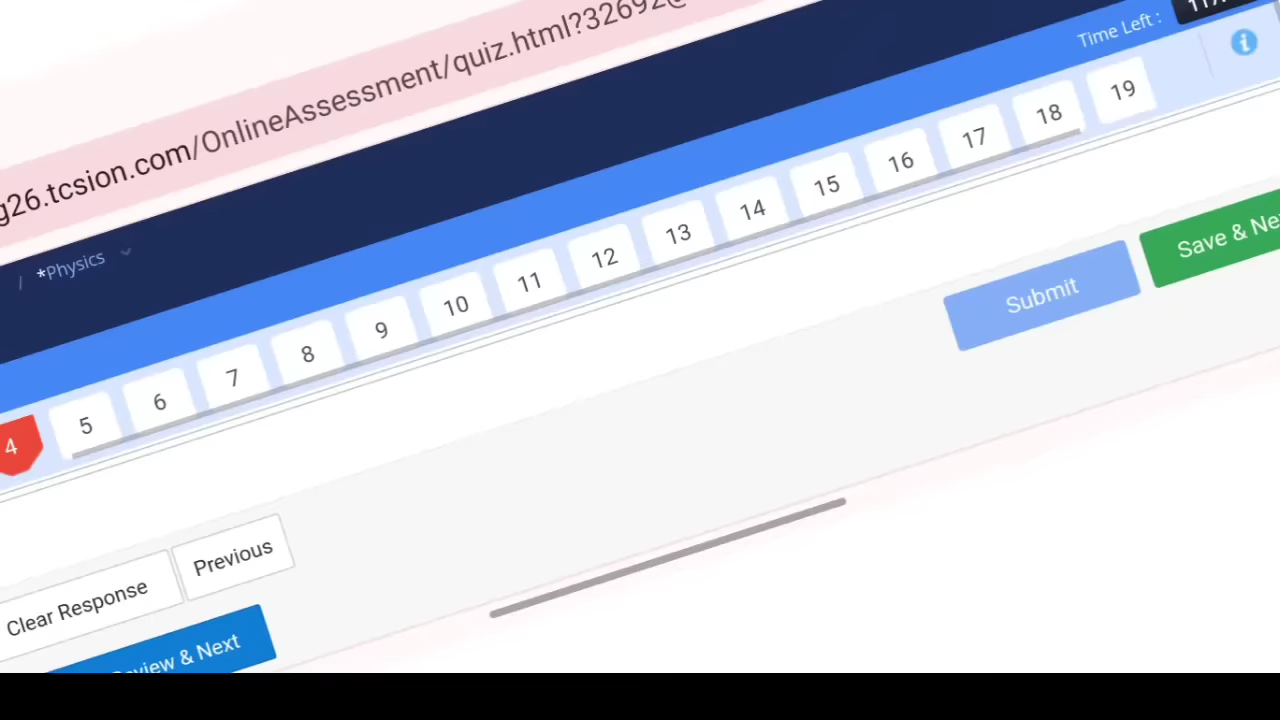 g26.tcsion.com/OnlineAssessment/quiz.html?32692@
/ *Physics
Time Left :
4 5 6 7 8 9 10 11 12 13 14 15 16 17 18 19
Submit
Save & Ne
Clear Response
Previous
view & Next